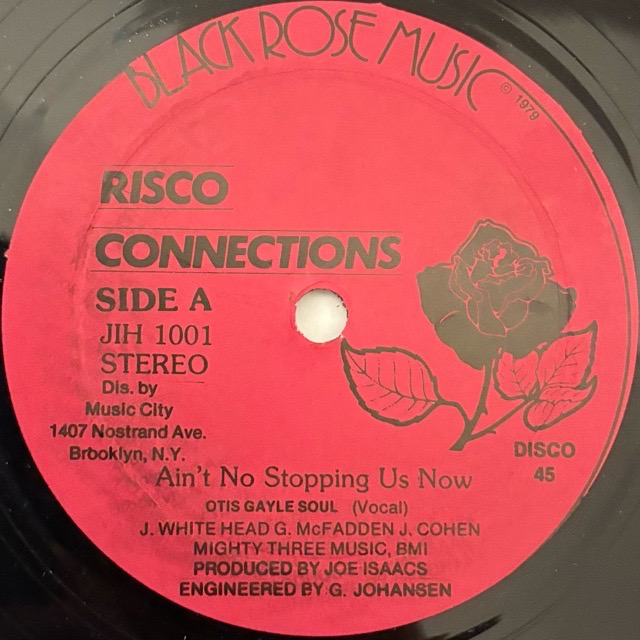 BLACK ROSE MUSIC
© 1979
RISCO
CONNECTIONS
SIDE A
JIH 1001
STEREO
Dis. by
Music City
1407 Nostrand Ave.
Brbooklyn, N.Y.
DISCO
45
Ain't No Stopping Us Now
OTIS GAYLE SOUL (Vocal)
J. WHITE HEAD G. McFADDEN J. COHEN
MIGHTY THREE MUSIC, BMI
PRODUCED BY JOE ISAACS
ENGINEERED BY G. JOHANSEN